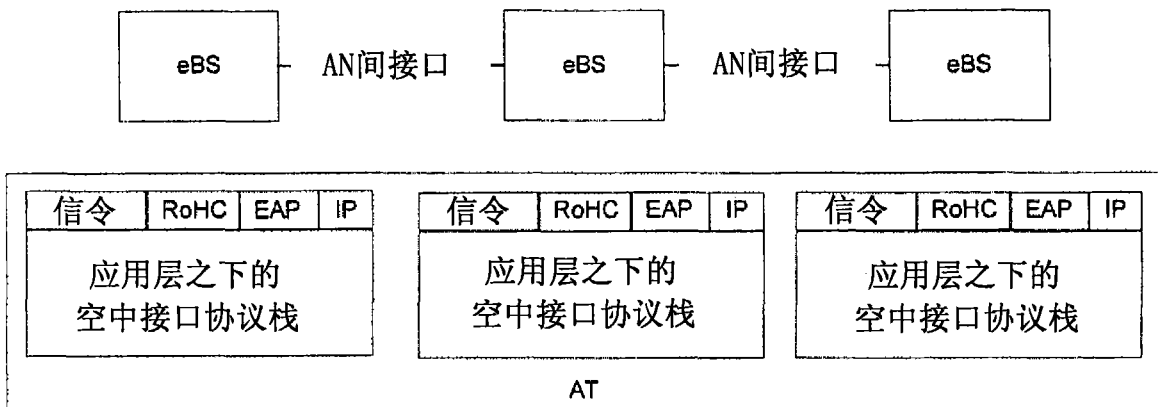 eBS AN间接口 eBS AN间接口 eBS
信令 RoHC EAP IP 信令 RoHC EAP IP 信令 RoHC EAP IP
应用层之下的 应用层之下的 应用层之下的
空中接口协议栈 空中接口协议栈 空中接口协议栈
AT